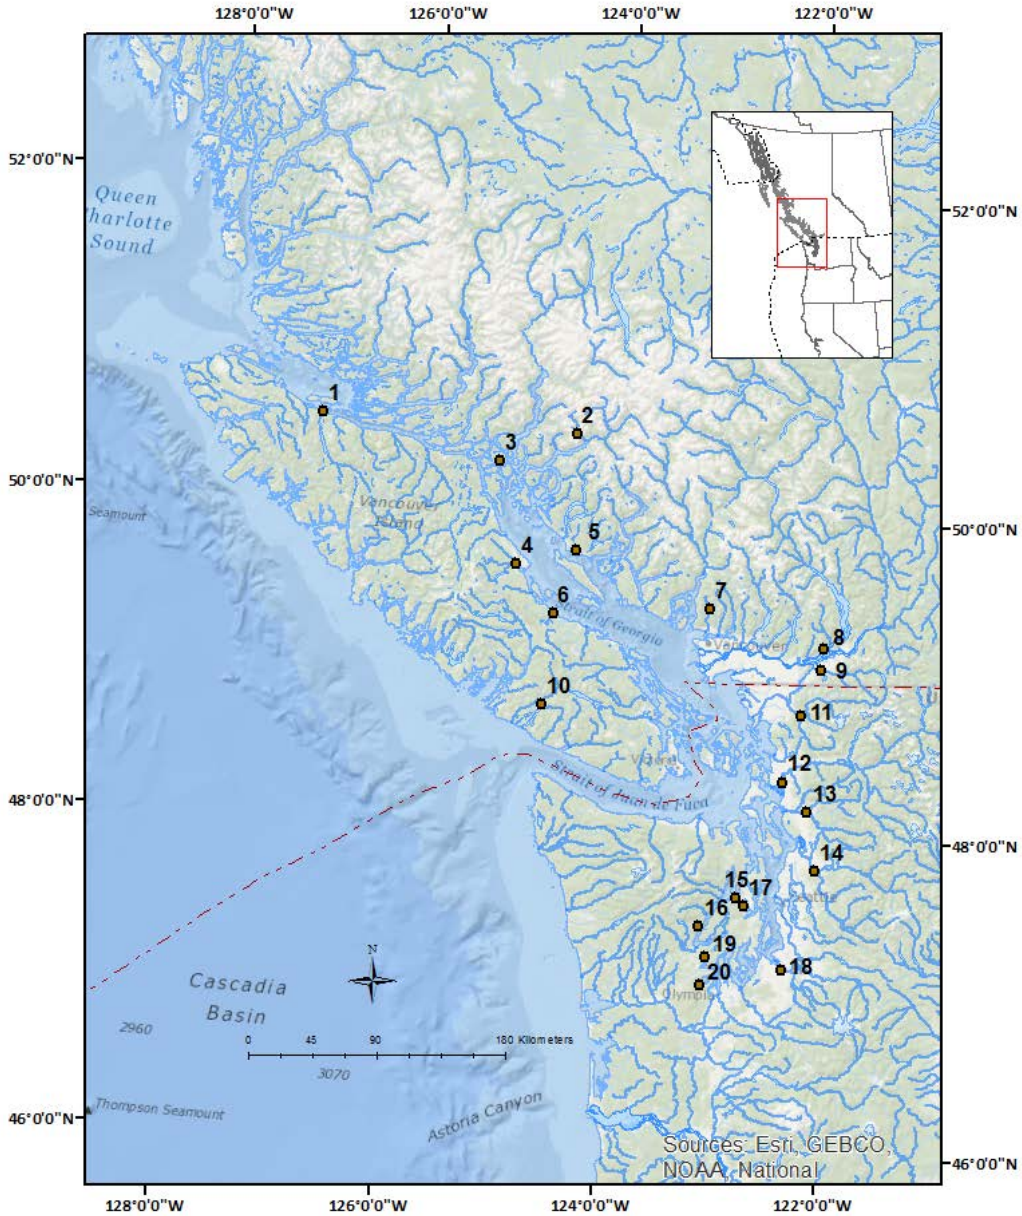 128°0'0"W 126°0'0"W 124°0'0"W 122°0'0"W
52°0'0"N
Queen
harlotte
Sound
52°0'0"N
1
2
3
50°0'0"N
Vancouver
Island
Seamount
50°0'0"N
4
5
6
Strait of Georgia
7
Vancouver
8
9
10
U
11
Victoria
12
Strait of Juan de Fuca
13
48°0'0"N
48°0'0"N
14
15
17
Seattle
16
19
18
20
Olympia
N
Cascadia
Basin
2960
0 45 90 180 Kilometers
3070
Thompson Seamount
Astoria Canyon
46°0'0"N
Sources: Esri, GEBCO,
NOAA, National
46°0'0"N
128°0'0"W 126°0'0"W 124°0'0"W 122°0'0"W